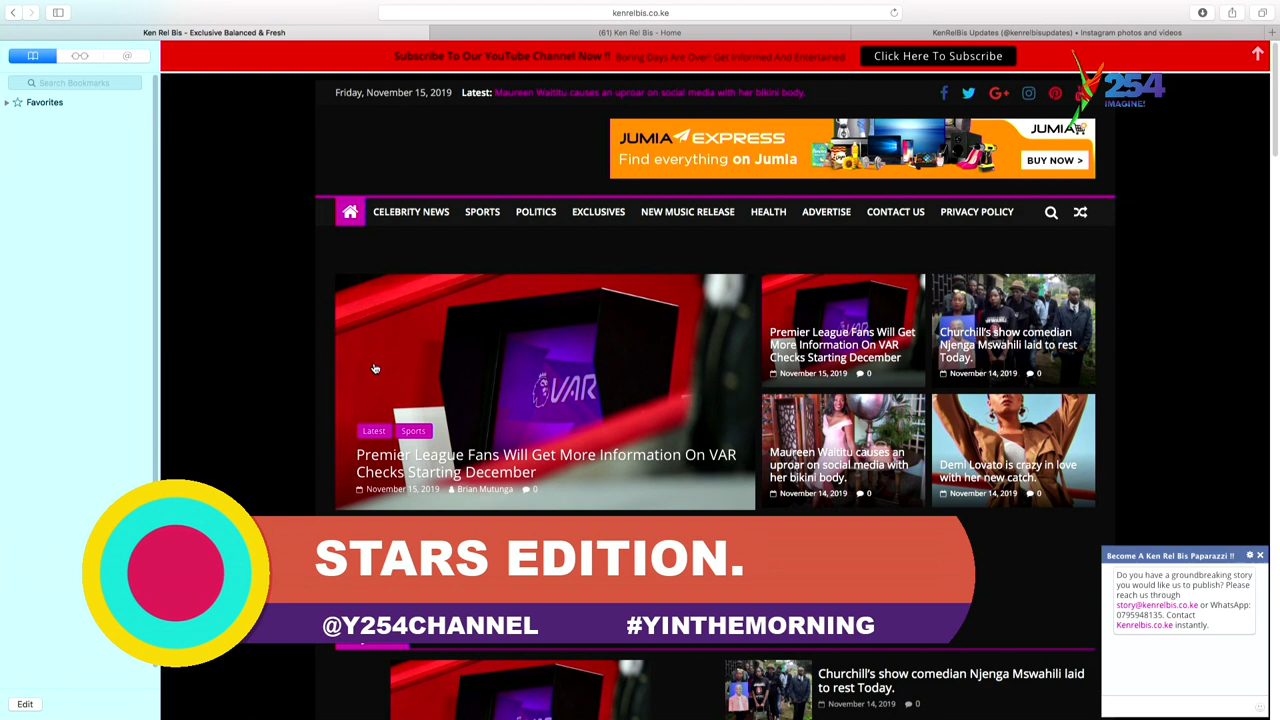 kenrelbis.co.ke
Ken Rel Bis - Exclusive Balanced & Fresh
(61) Ken Rel Bis - Home
KenRelBis Updates (@kenrelbisupdates) • Instagram photos and videos
Search Bookmarks
Favorites
Subscribe To Our YouTube Channel Now !! Boring Days Are Over! Get Informed And Entertained
Click Here To Subscribe
Y254
IMAGINE!
Friday, November 15, 2019 Latest: Maureen Waititu causes an uproar on social media with her bikini body.
JUMIA EXPRESS
Find everything on Jumia
JUMIA
BUY NOW >
CELEBRITY NEWS SPORTS POLITICS EXCLUSIVES NEW MUSIC RELEASE HEALTH ADVERTISE CONTACT US PRIVACY POLICY
VAR
Latest Sports
Premier League Fans Will Get More Information On VAR
Checks Starting December
November 15, 2019 Brian Mutunga 0
Premier League Fans Will Get
More Information On VAR
Checks Starting December
November 15, 2019 0
Churchill's show comedian
Njenga Mswahili laid to rest
Today.
November 14, 2019 0
Maureen Waititu causes an
uproar on social media with
her bikini body.
November 14, 2019 0
Demi Lovato is crazy in love
with her new catch.
November 14, 2019 0
STARS EDITION.
@Y254CHANNEL #YINTHEMORNING
Become A Ken Rel Bis Paparazzi !!
Do you have a groundbreaking story
you would like us to publish? Please
reach us through
story@kenrelbis.co.ke or WhatsApp:
0795948135. Contact
Kenrelbis.co.ke instantly.
Churchill's show comedian Njenga Mswahili laid
to rest Today.
November 14, 2019 0
Edit